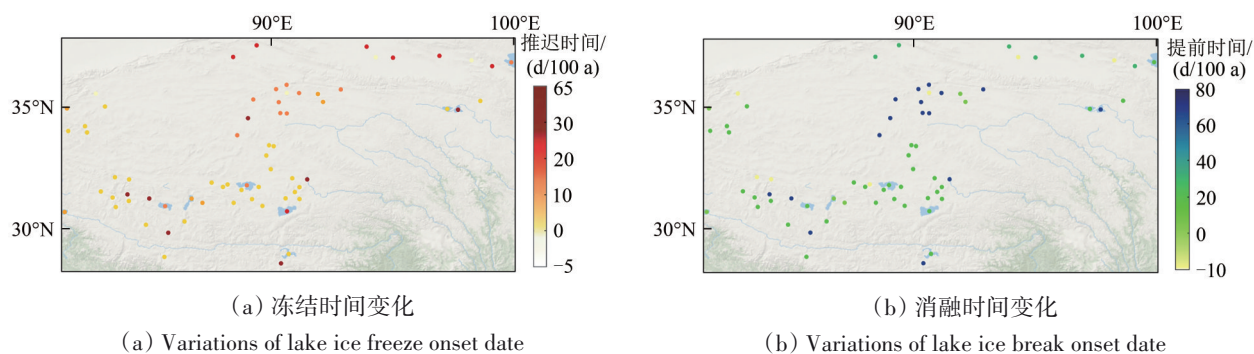 90°E
100°E
推迟时间/
(d/100 a)
35°N
30°N
65
30
20
10
0
−5
(a) 冻结时间变化
(a) Variations of lake ice freeze onset date
90°E
100°E
提前时间/
(d/100 a)
35°N
30°N
80
60
40
20
0
−10
(b) 消融时间变化
(b) Variations of lake ice break onset date